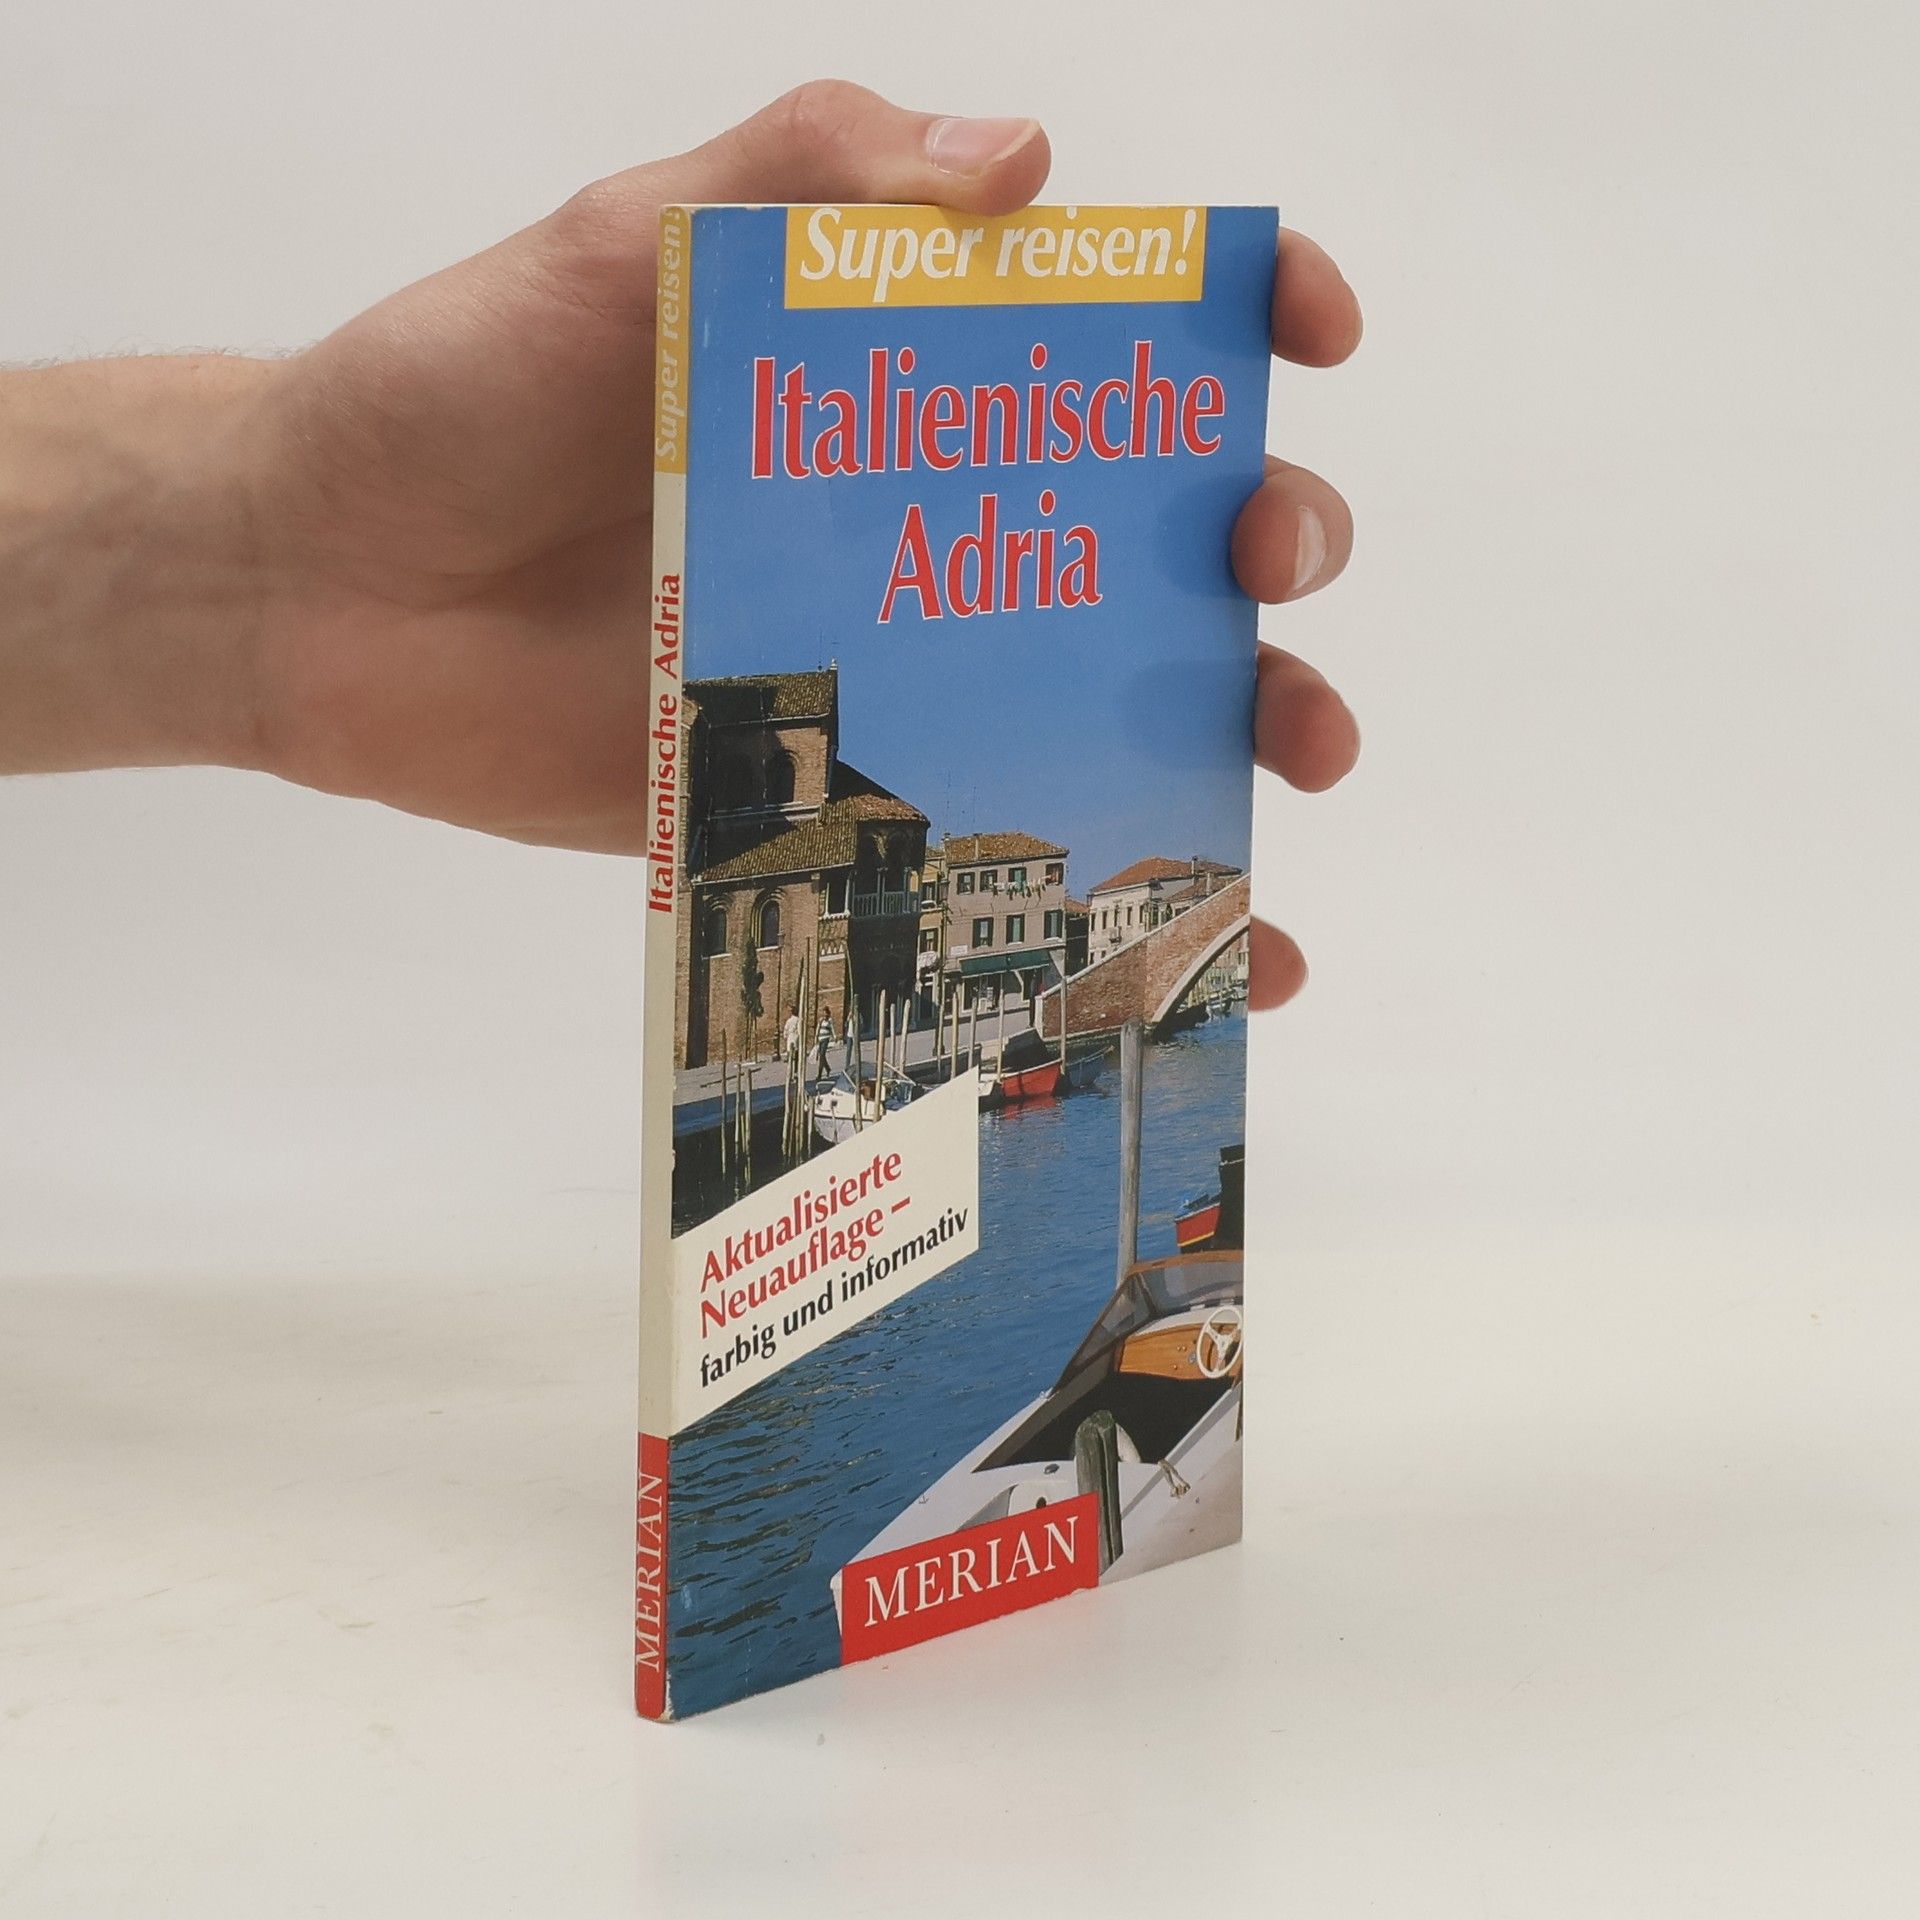 Super reisen!
Italienische
Adria
Aktualisierte
Neuauflage –
farbig und informativ
MERIAN
Super reisen!
Italienische Adria
MERIAN